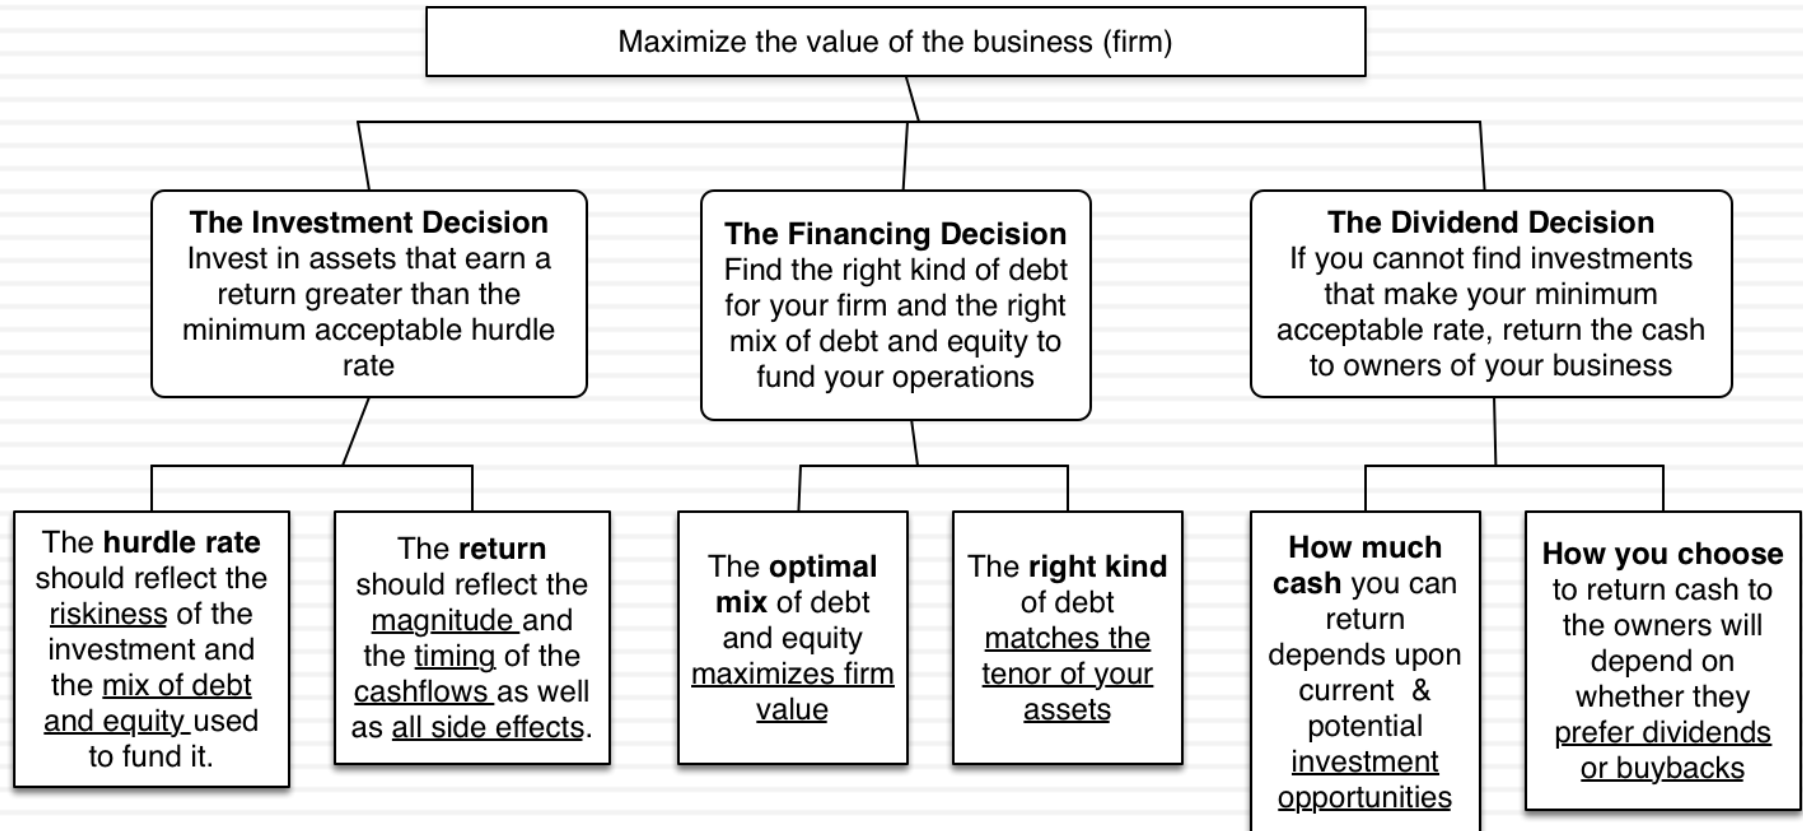 Maximize the value of the business (firm)
The Investment Decision
Invest in assets that earn a
return greater than the
minimum acceptable hurdle
rate
The Financing Decision
Find the right kind of debt
for your firm and the right
mix of debt and equity to
fund your operations
The Dividend Decision
If you cannot find investments
that make your minimum
acceptable rate, return the cash
to owners of your business
The hurdle rate
should reflect the
riskiness of the
investment and
the mix of debt
and equity used
to fund it.
The return
should reflect the
magnitude and
the timing of the
cashflows as well
as all side effects.
The optimal
mix of debt
and equity
maximizes firm
value
The right kind
of debt
matches the
tenor of your
assets
How much
cash you can
return
depends upon
current &
potential
investment
opportunities
How you choose
to return cash to
the owners will
depend on
whether they
prefer dividends
or buybacks